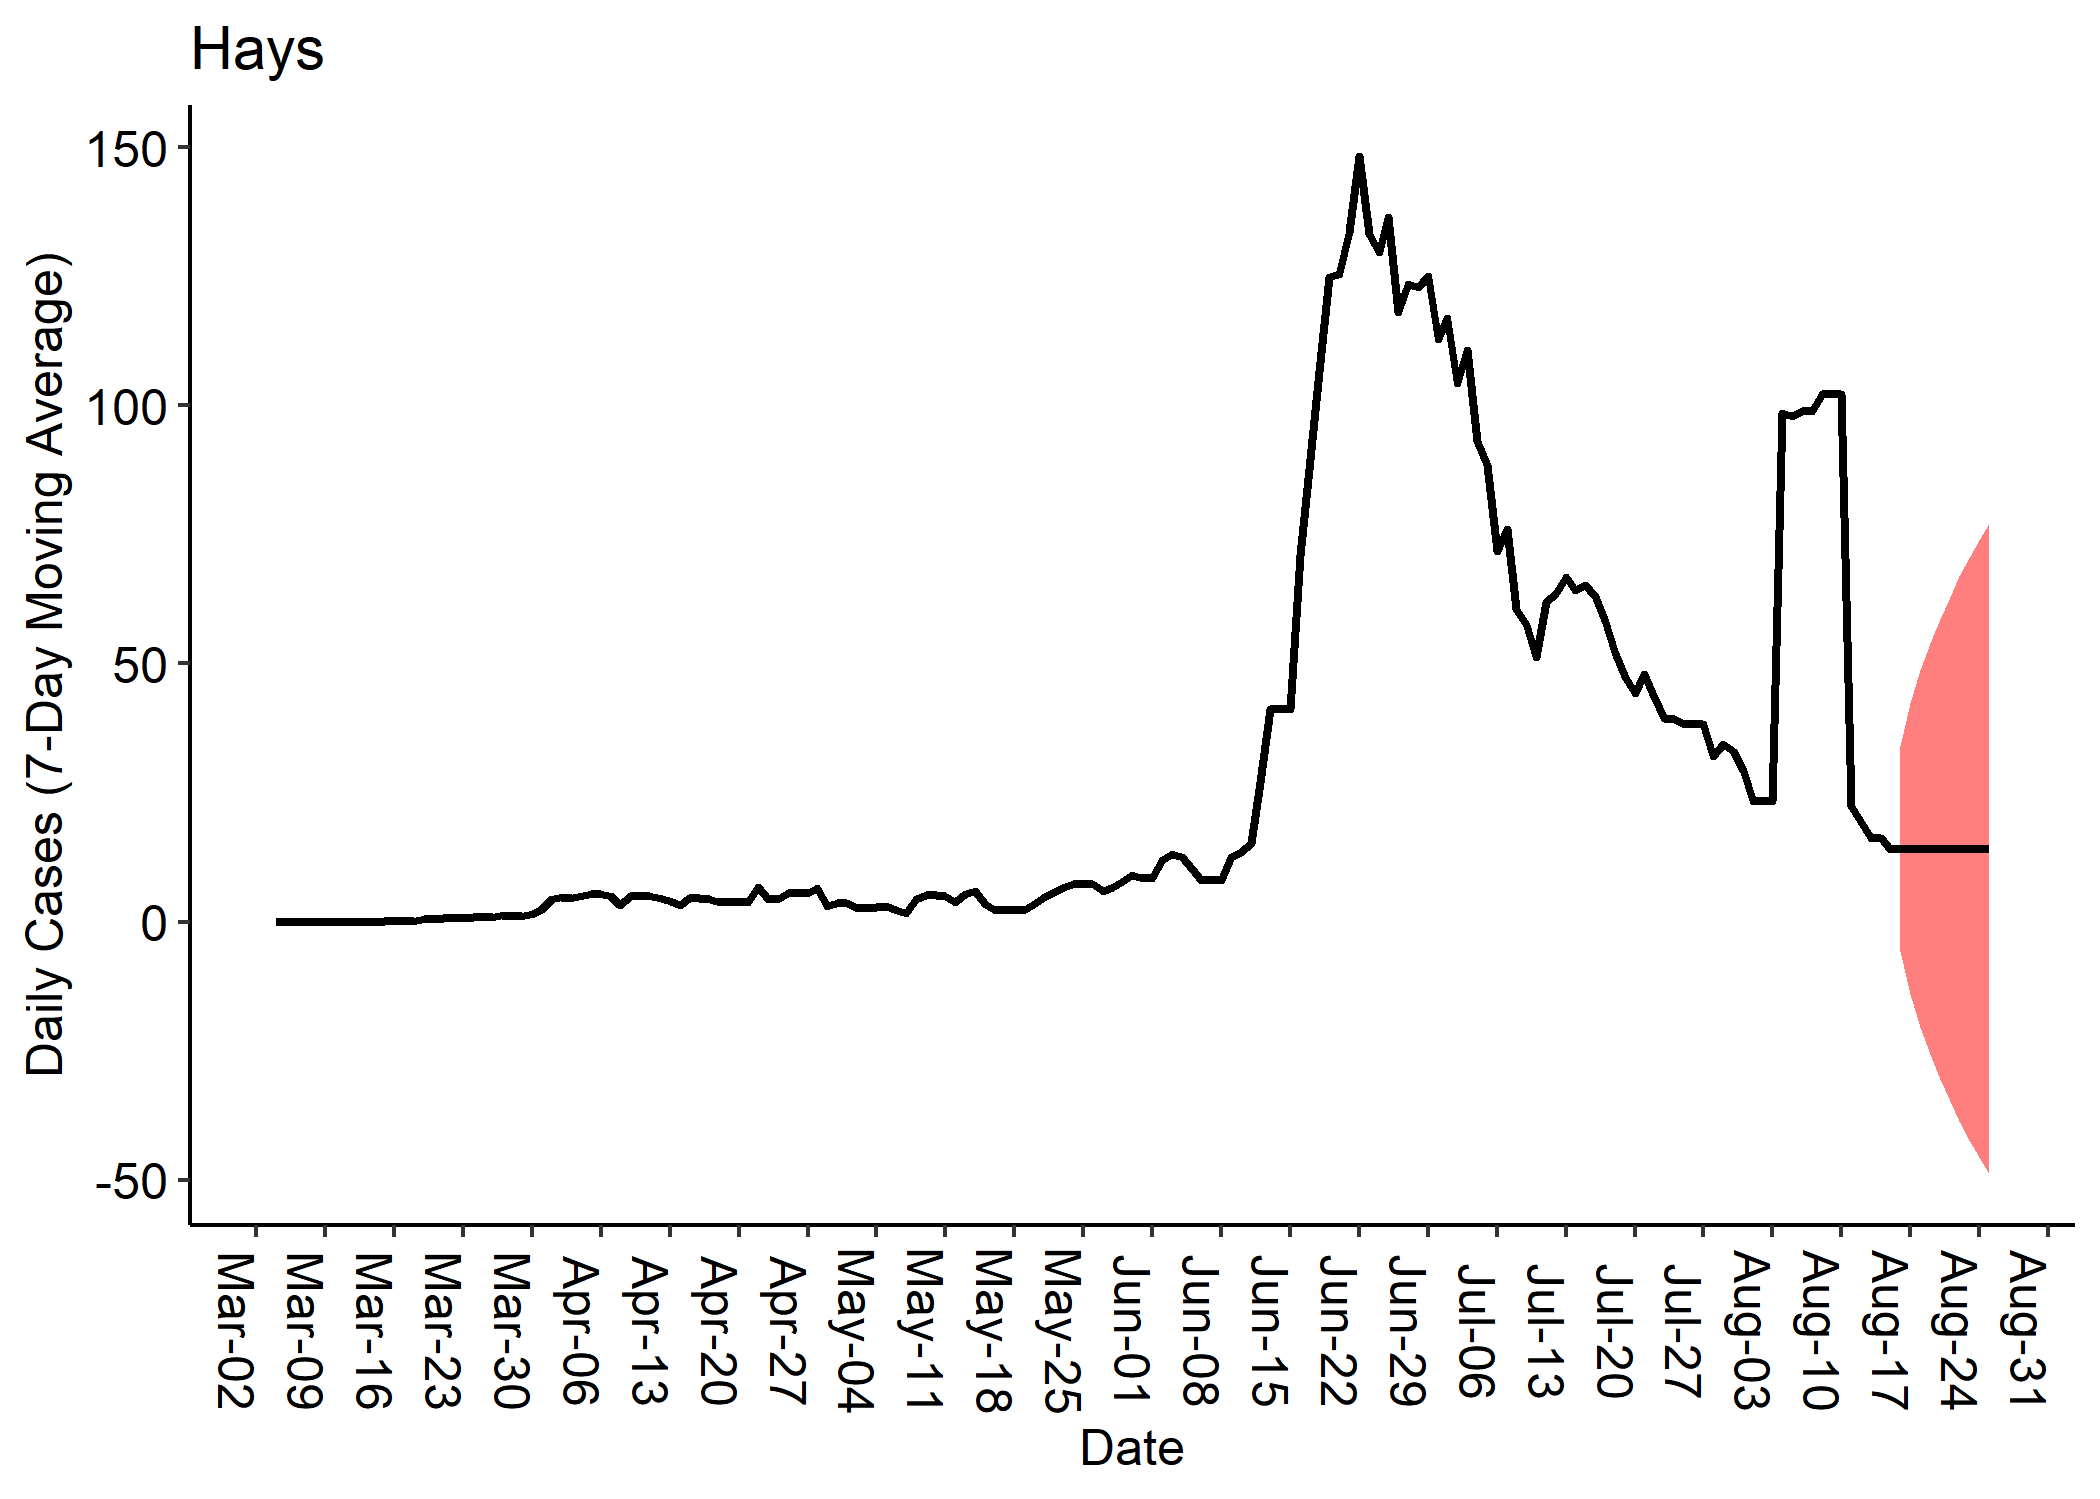 Hays
Daily Cases (7-Day Moving Average)
150
100
50
0
-50
Mar-02
Mar-09
Mar-16
Mar-23
Mar-30
Apr-06
Apr-13
Apr-20
Apr-27
May-04
May-11
May-18
May-25
Jun-01
Jun-08
Jun-15
Jun-22
Jun-29
Jul-06
Jul-13
Jul-20
Jul-27
Aug-03
Aug-10
Aug-17
Aug-24
Aug-31
Date